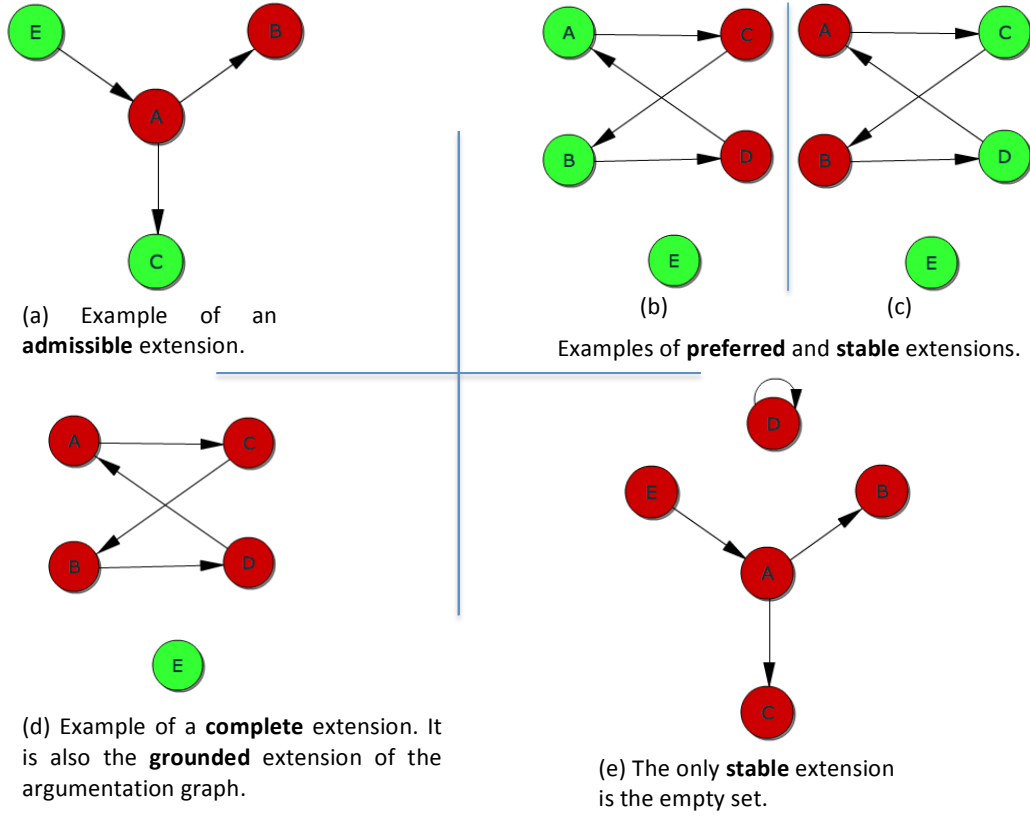 E
B
A
C
(a) Example of an
admissible extension.
A
C
B
D
E
(b)
A
C
B
D
E
(c)
Examples of preferred and stable extensions.
A
C
B
D
E
(d) Example of a complete extension. It
is also the grounded extension of the
argumentation graph.
D
E
B
A
C
(e) The only stable extension
is the empty set.